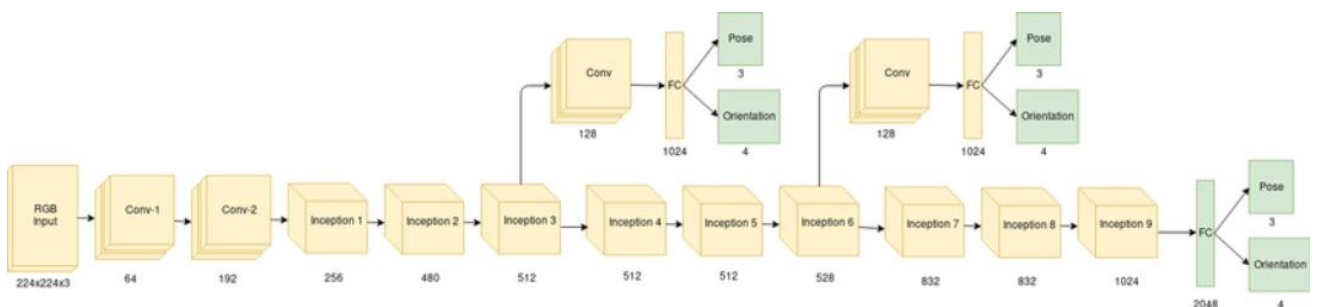 Pose
3
Conv
128
FC
1024
Orientation
4
Pose
3
Conv
128
FC
1024
Orientation
4
RGB
Input
224x224x3
Conv-1
64
Conv-2
192
Inception 1
256
Inception 2
480
Inception 3
512
Inception 4
512
Inception 5
512
Inception 6
528
Inception 7
832
Inception 8
832
Inception 9
1024
FC
2048
Pose
3
Orientation
4